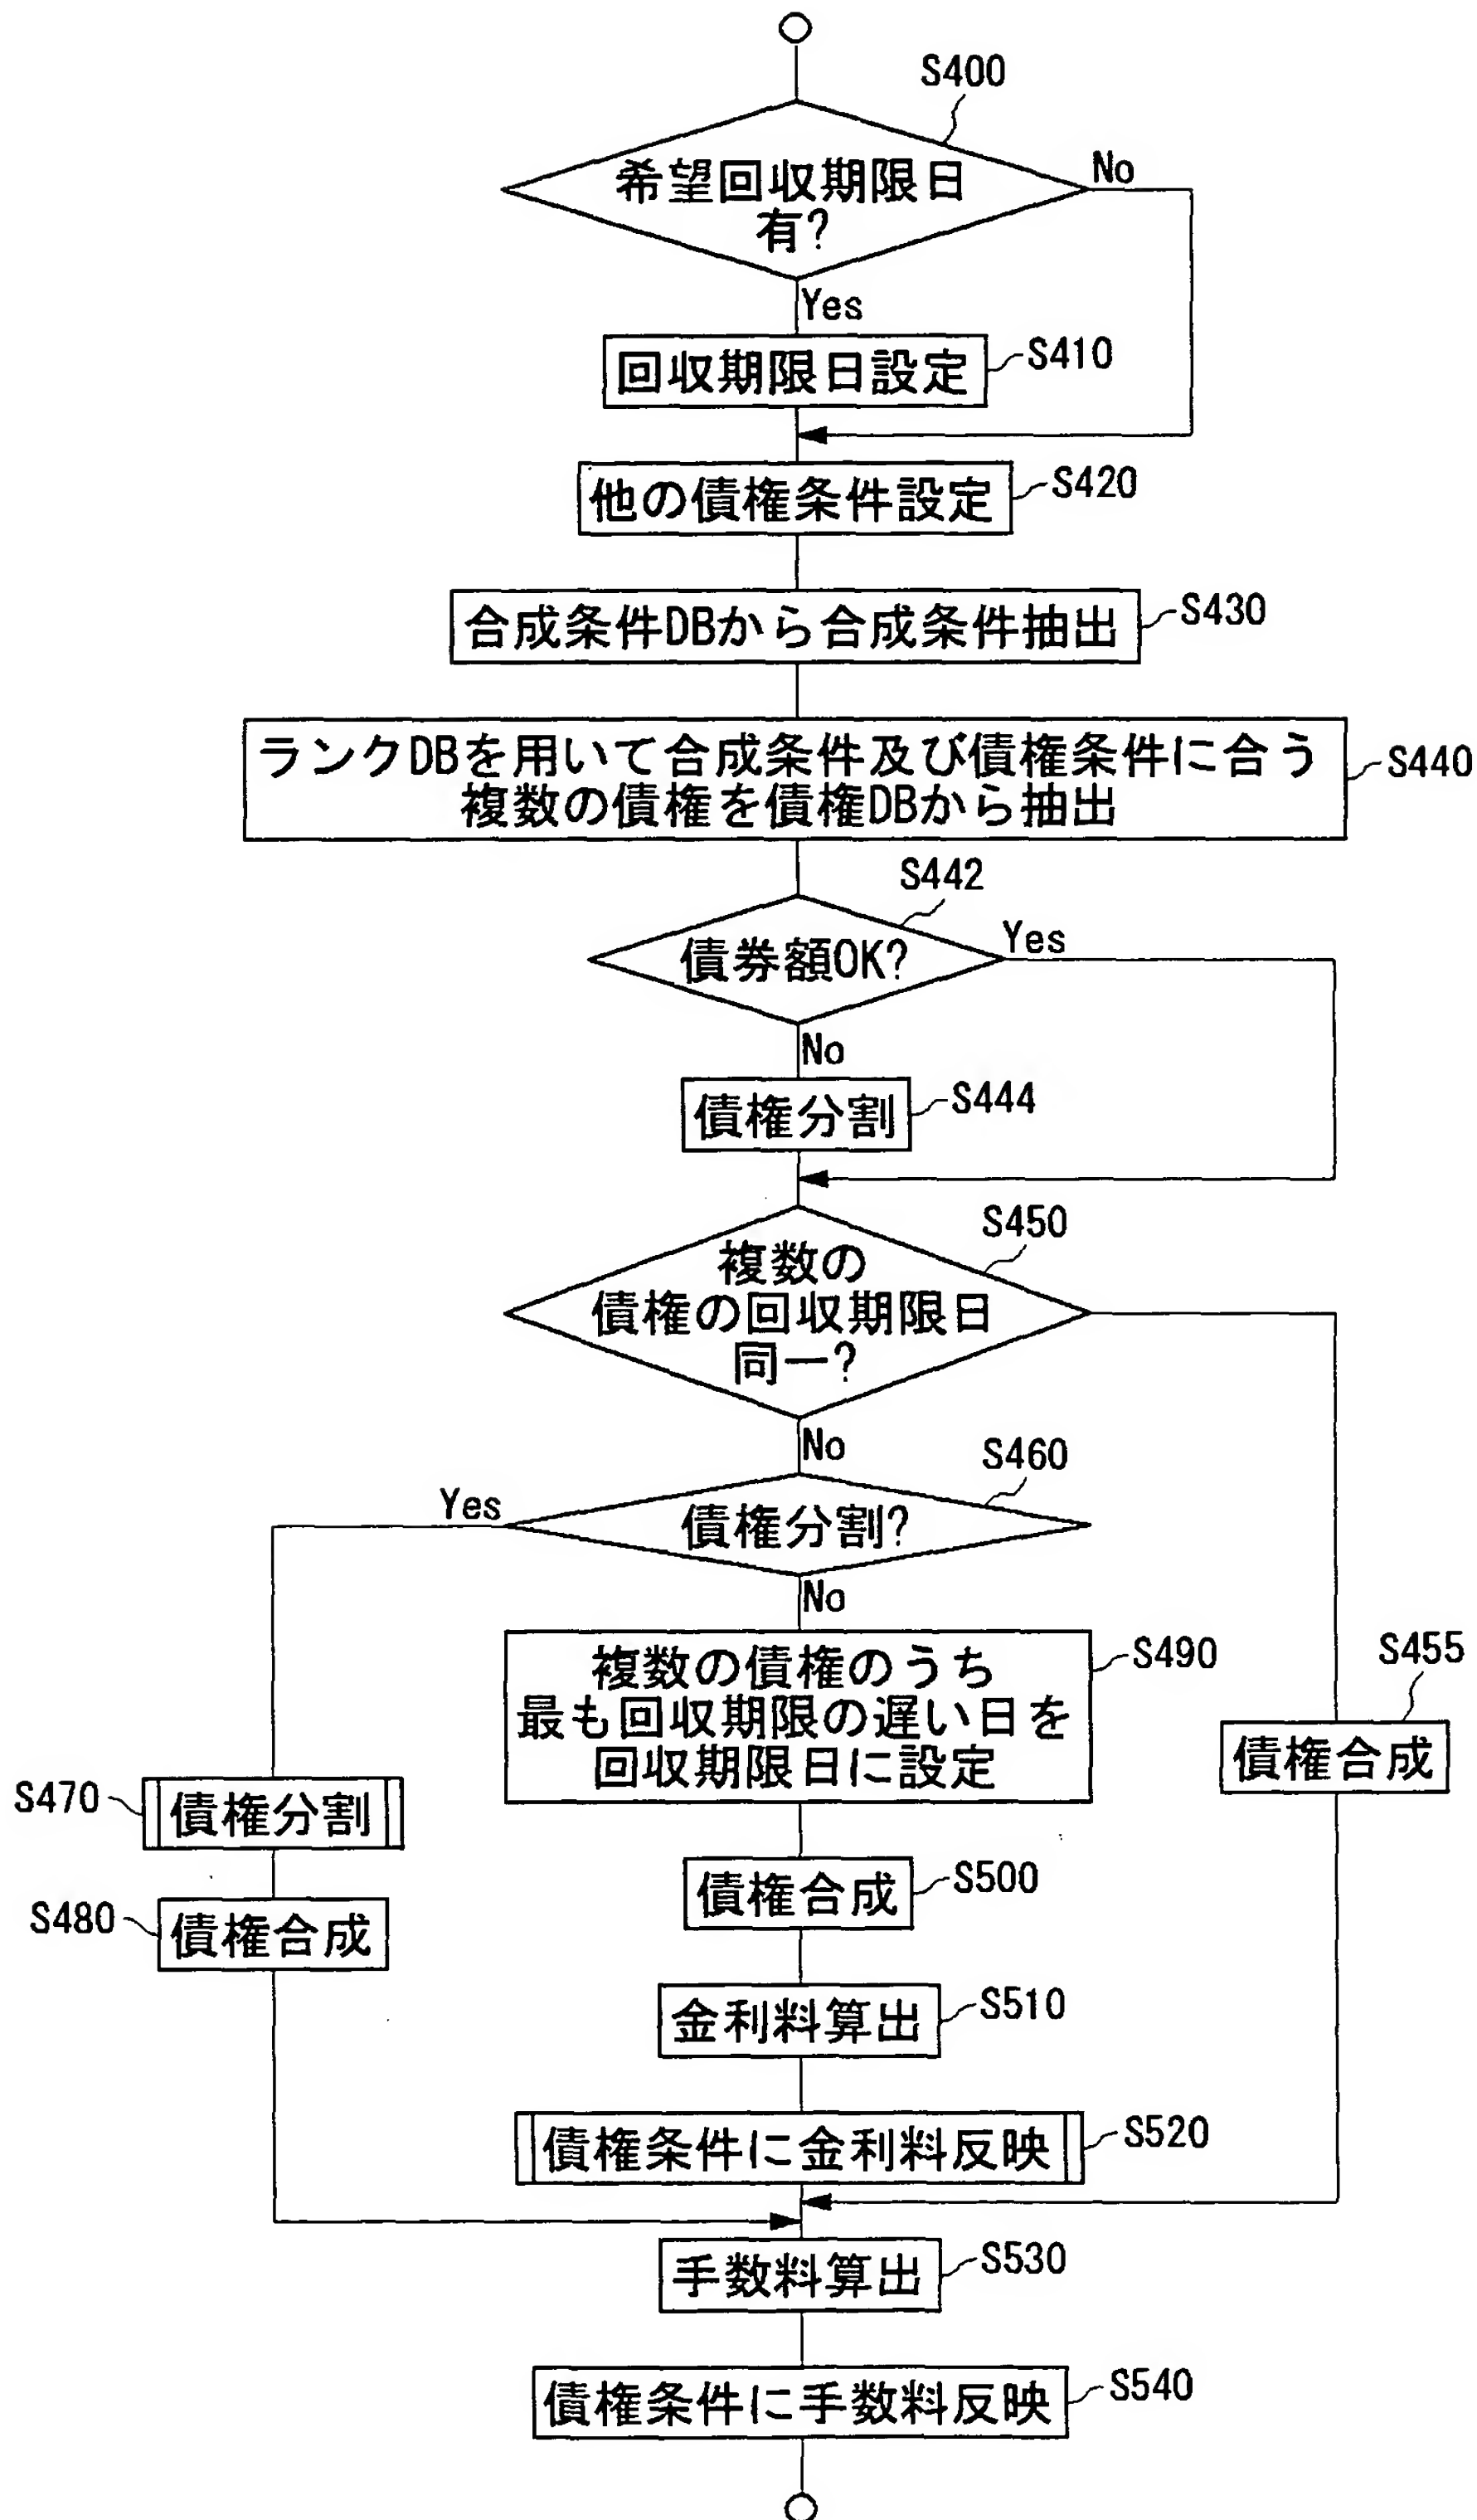 S400
希望回収期限日
有?
No
Yes
回収期限日設定
S410
他の債権条件設定
S420
合成条件DBから合成条件抽出
S430
ランクDBを用いて合成条件及び債権条件に合う
複数の債権を債権DBから抽出
S440
S442
債券額OK?
Yes
No
債権分割
S444
S450
複数の
債権の回収期限日
同一?
No
S460
債権分割?
Yes
No
複数の債権のうち
最も回収期限の遅い日を
回収期限日に設定
S490
S455
債権合成
S470
債権分割
S480
債権合成
債権合成
S500
金利料算出
S510
債権条件に金利料反映
S520
手数料算出
S530
債権条件に手数料反映
S540